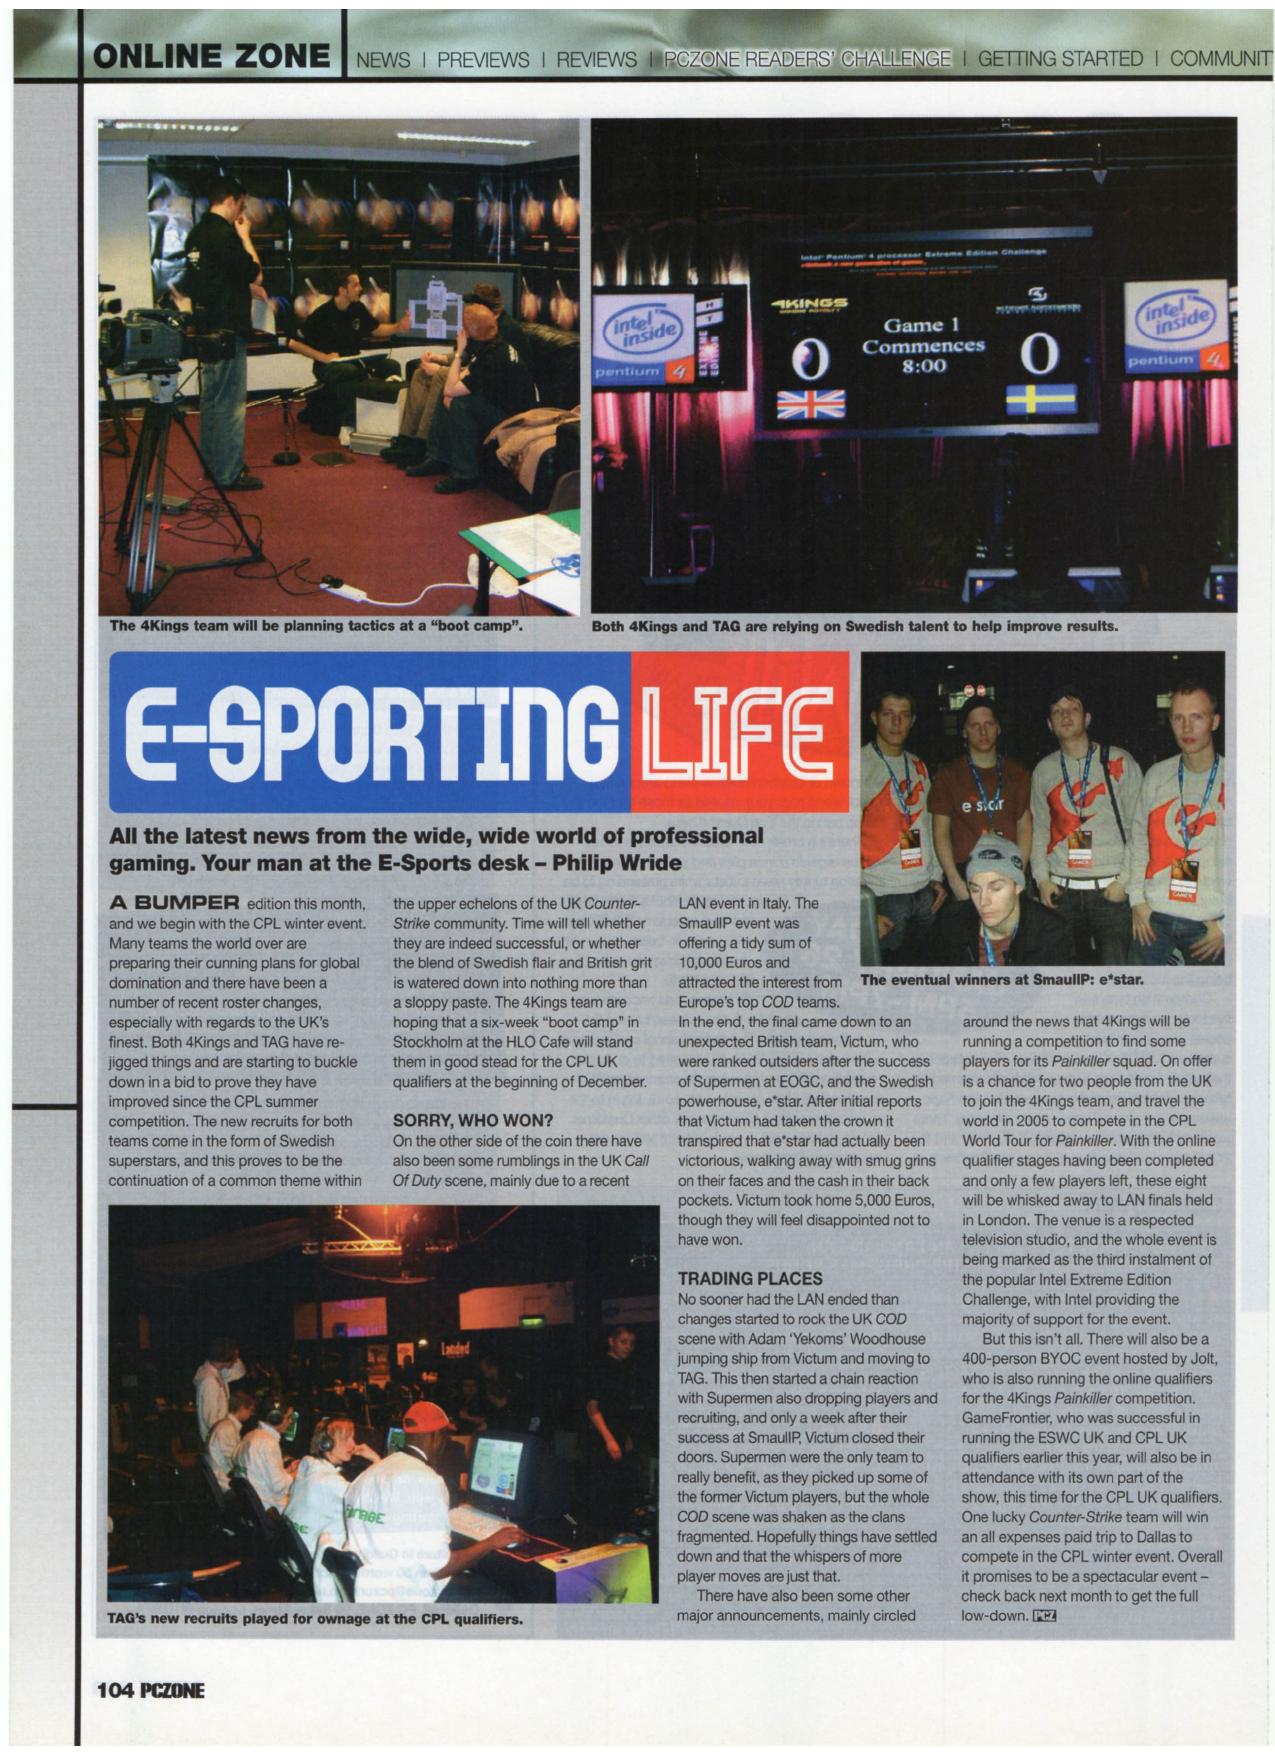 ONLINE ZONE
NEWS | PREVIEWS | REVIEWS | PCZONE READERS' CHALLENGE | GETTING STARTED | COMMUNIT
Intel® Pentium® 4 processor Extreme Edition Challenge
4KINGS
Game 1
Commences
8:00
0
0
intel
inside
pentium 4
HT
EXTREME
EDITION
intel
inside
pentium 4
The 4Kings team will be planning tactics at a “boot camp”.
Both 4Kings and TAG are relying on Swedish talent to help improve results.
E-SPORTING LIFE
e star
The eventual winners at SmaullP: e*star.
All the latest news from the wide, wide world of professional
gaming. Your man at the E-Sports desk – Philip Wride
A BUMPER edition this month,
and we begin with the CPL winter event.
Many teams the world over are
preparing their cunning plans for global
domination and there have been a
number of recent roster changes,
especially with regards to the UK's
finest. Both 4Kings and TAG have re-
jigged things and are starting to buckle
down in a bid to prove they have
improved since the CPL summer
competition. The new recruits for both
teams come in the form of Swedish
superstars, and this proves to be the
continuation of a common theme within
the upper echelons of the UK Counter-
Strike community. Time will tell whether
they are indeed successful, or whether
the blend of Swedish flair and British grit
is watered down into nothing more than
a sloppy paste. The 4Kings team are
hoping that a six-week “boot camp” in
Stockholm at the HLO Cafe will stand
them in good stead for the CPL UK
qualifiers at the beginning of December.
SORRY, WHO WON?
On the other side of the coin there have
also been some rumblings in the UK Call
Of Duty scene, mainly due to a recent
LAN event in Italy. The
SmaullP event was
offering a tidy sum of
10,000 Euros and
attracted the interest from
Europe's top COD teams.
In the end, the final came down to an
unexpected British team, Victum, who
were ranked outsiders after the success
of Supermen at EOGC, and the Swedish
powerhouse, e*star. After initial reports
that Victum had taken the crown it
transpired that e*star had actually been
victorious, walking away with smug grins
on their faces and the cash in their back
pockets. Victum took home 5,000 Euros,
though they will feel disappointed not to
have won.
TRADING PLACES
No sooner had the LAN ended than
changes started to rock the UK COD
scene with Adam ‘Yekoms’ Woodhouse
jumping ship from Victum and moving to
TAG. This then started a chain reaction
with Supermen also dropping players and
recruiting, and only a week after their
success at SmaullP, Victum closed their
doors. Supermen were the only team to
really benefit, as they picked up some of
the former Victum players, but the whole
COD scene was shaken as the clans
fragmented. Hopefully things have settled
down and that the whispers of more
player moves are just that.
There have also been some other
major announcements, mainly circled
around the news that 4Kings will be
running a competition to find some
players for its Painkiller squad. On offer
is a chance for two people from the UK
to join the 4Kings team, and travel the
world in 2005 to compete in the CPL
World Tour for Painkiller. With the online
qualifier stages having been completed
and only a few players left, these eight
will be whisked away to LAN finals held
in London. The venue is a respected
television studio, and the whole event is
being marked as the third instalment of
the popular Intel Extreme Edition
Challenge, with Intel providing the
majority of support for the event.
But this isn't all. There will also be a
400-person BYOC event hosted by Jolt,
who is also running the online qualifiers
for the 4Kings Painkiller competition.
GameFrontier, who was successful in
running the ESWC UK and CPL UK
qualifiers earlier this year, will also be in
attendance with its own part of the
show, this time for the CPL UK qualifiers.
One lucky Counter-Strike team will win
an all expenses paid trip to Dallas to
compete in the CPL winter event. Overall
it promises to be a spectacular event –
check back next month to get the full
low-down. PCZ
Landed
TAG's new recruits played for ownage at the CPL qualifiers.
104 PCZONE